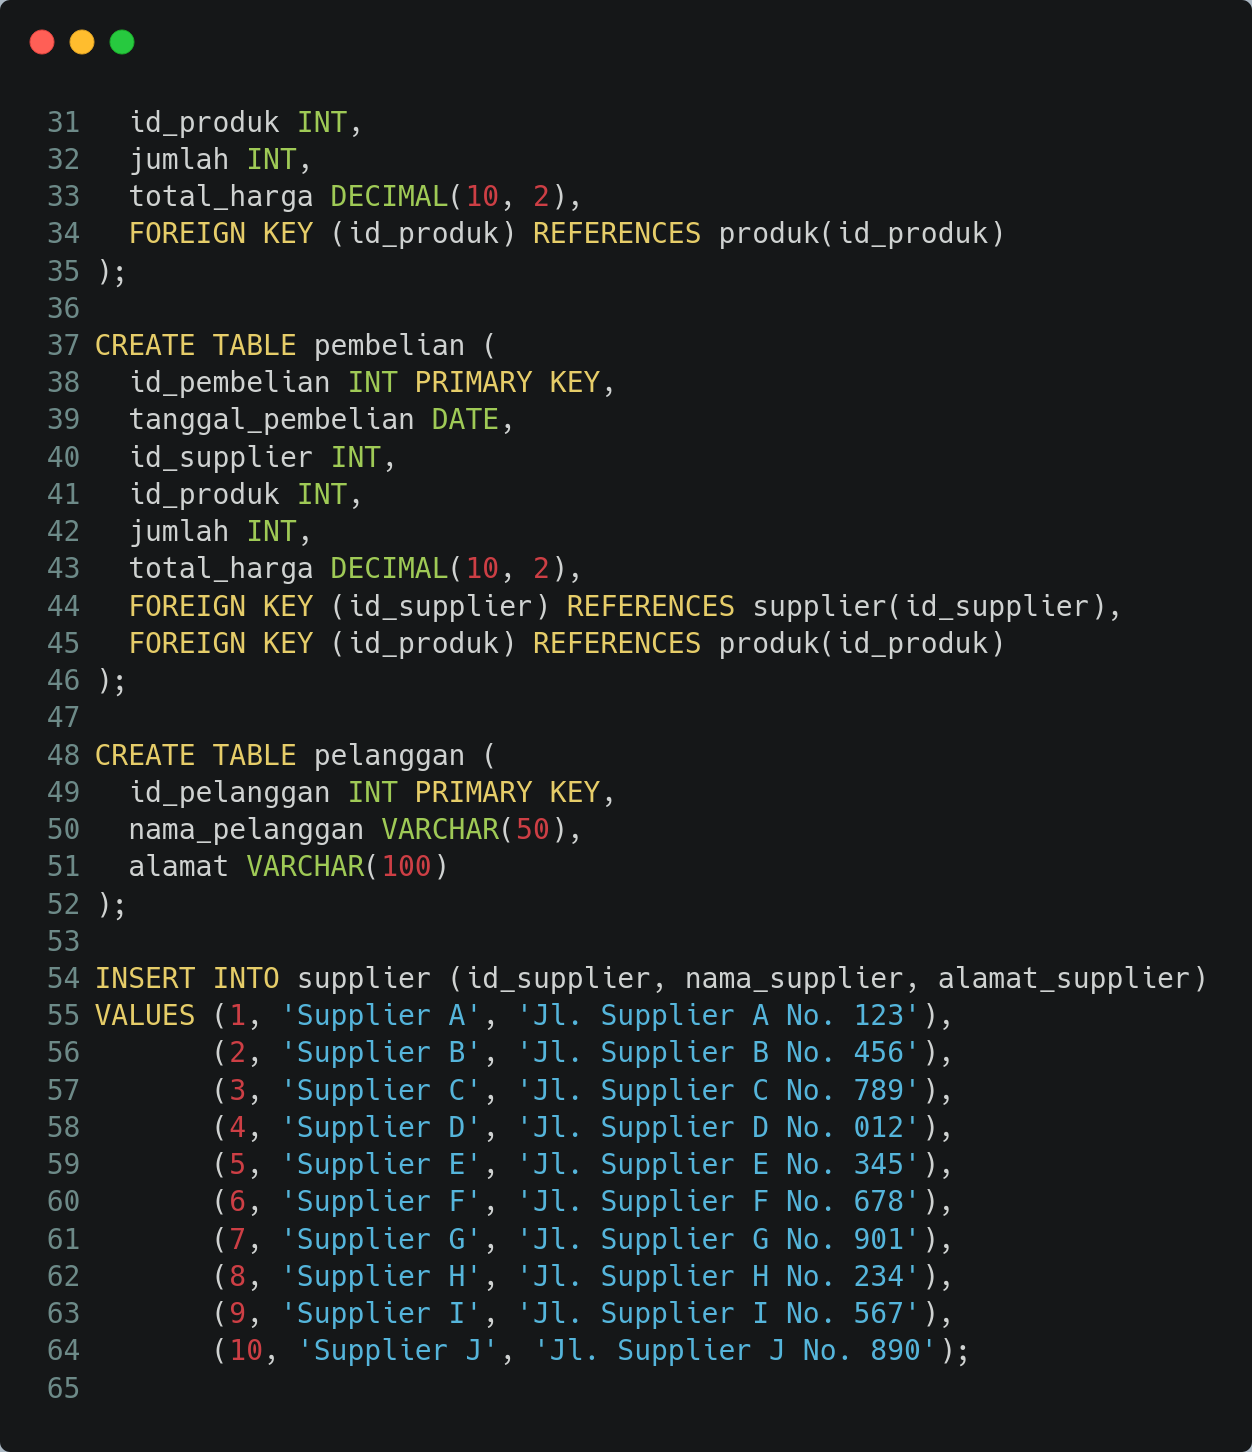 31   id_produk INT,
32   jumlah INT,
33   total_harga DECIMAL(10, 2),
34   FOREIGN KEY (id_produk) REFERENCES produk(id_produk)
35 );
36
37 CREATE TABLE pembelian (
38   id_pembelian INT PRIMARY KEY,
39   tanggal_pembelian DATE,
40   id_supplier INT,
41   id_produk INT,
42   jumlah INT,
43   total_harga DECIMAL(10, 2),
44   FOREIGN KEY (id_supplier) REFERENCES supplier(id_supplier),
45   FOREIGN KEY (id_produk) REFERENCES produk(id_produk)
46 );
47
48 CREATE TABLE pelanggan (
49   id_pelanggan INT PRIMARY KEY,
50   nama_pelanggan VARCHAR(50),
51   alamat VARCHAR(100)
52 );
53
54 INSERT INTO supplier (id_supplier, nama_supplier, alamat_supplier)
55 VALUES (1, 'Supplier A', 'Jl. Supplier A No. 123'),
56        (2, 'Supplier B', 'Jl. Supplier B No. 456'),
57        (3, 'Supplier C', 'Jl. Supplier C No. 789'),
58        (4, 'Supplier D', 'Jl. Supplier D No. 012'),
59        (5, 'Supplier E', 'Jl. Supplier E No. 345'),
60        (6, 'Supplier F', 'Jl. Supplier F No. 678'),
61        (7, 'Supplier G', 'Jl. Supplier G No. 901'),
62        (8, 'Supplier H', 'Jl. Supplier H No. 234'),
63        (9, 'Supplier I', 'Jl. Supplier I No. 567'),
64        (10, 'Supplier J', 'Jl. Supplier J No. 890');
65